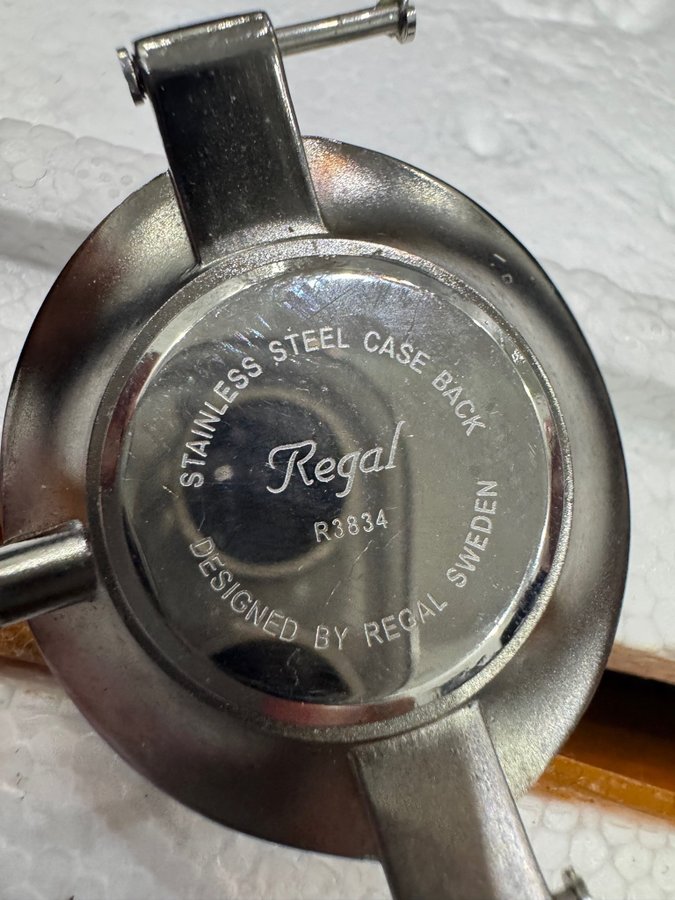 STAINLESS STEEL CASE BACK
Regal
R3834
DESIGNED BY REGAL SWEDEN